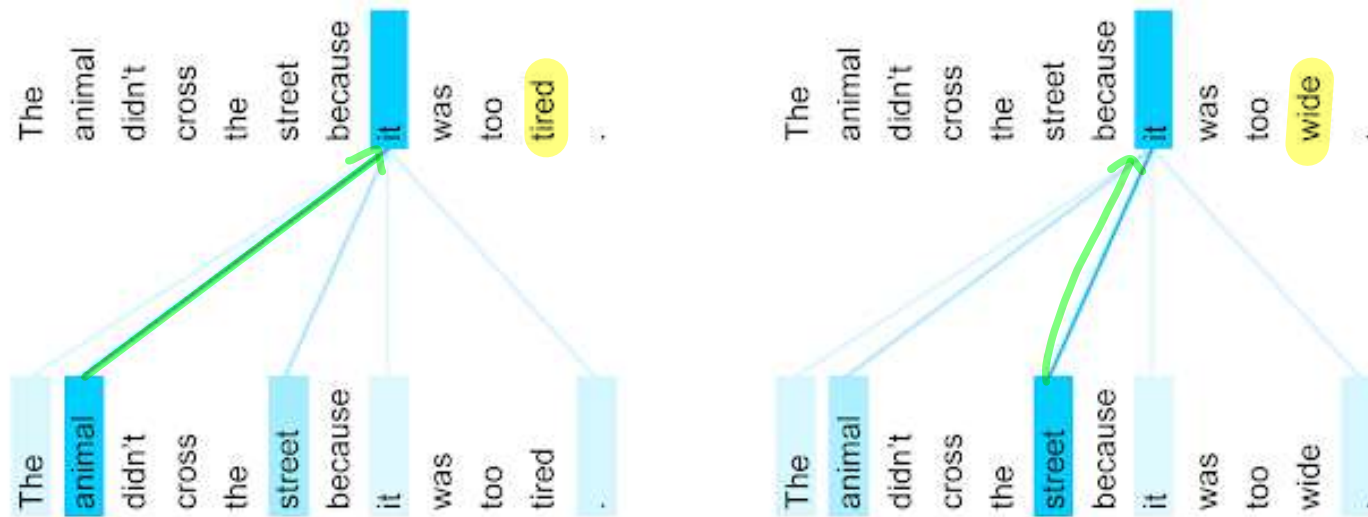 The animal didn't cross the street because it was too tired .
The animal didn't cross the street because it was too tired .
The animal didn't cross the street because it was too wide .
The animal didn't cross the street because it was too wide .